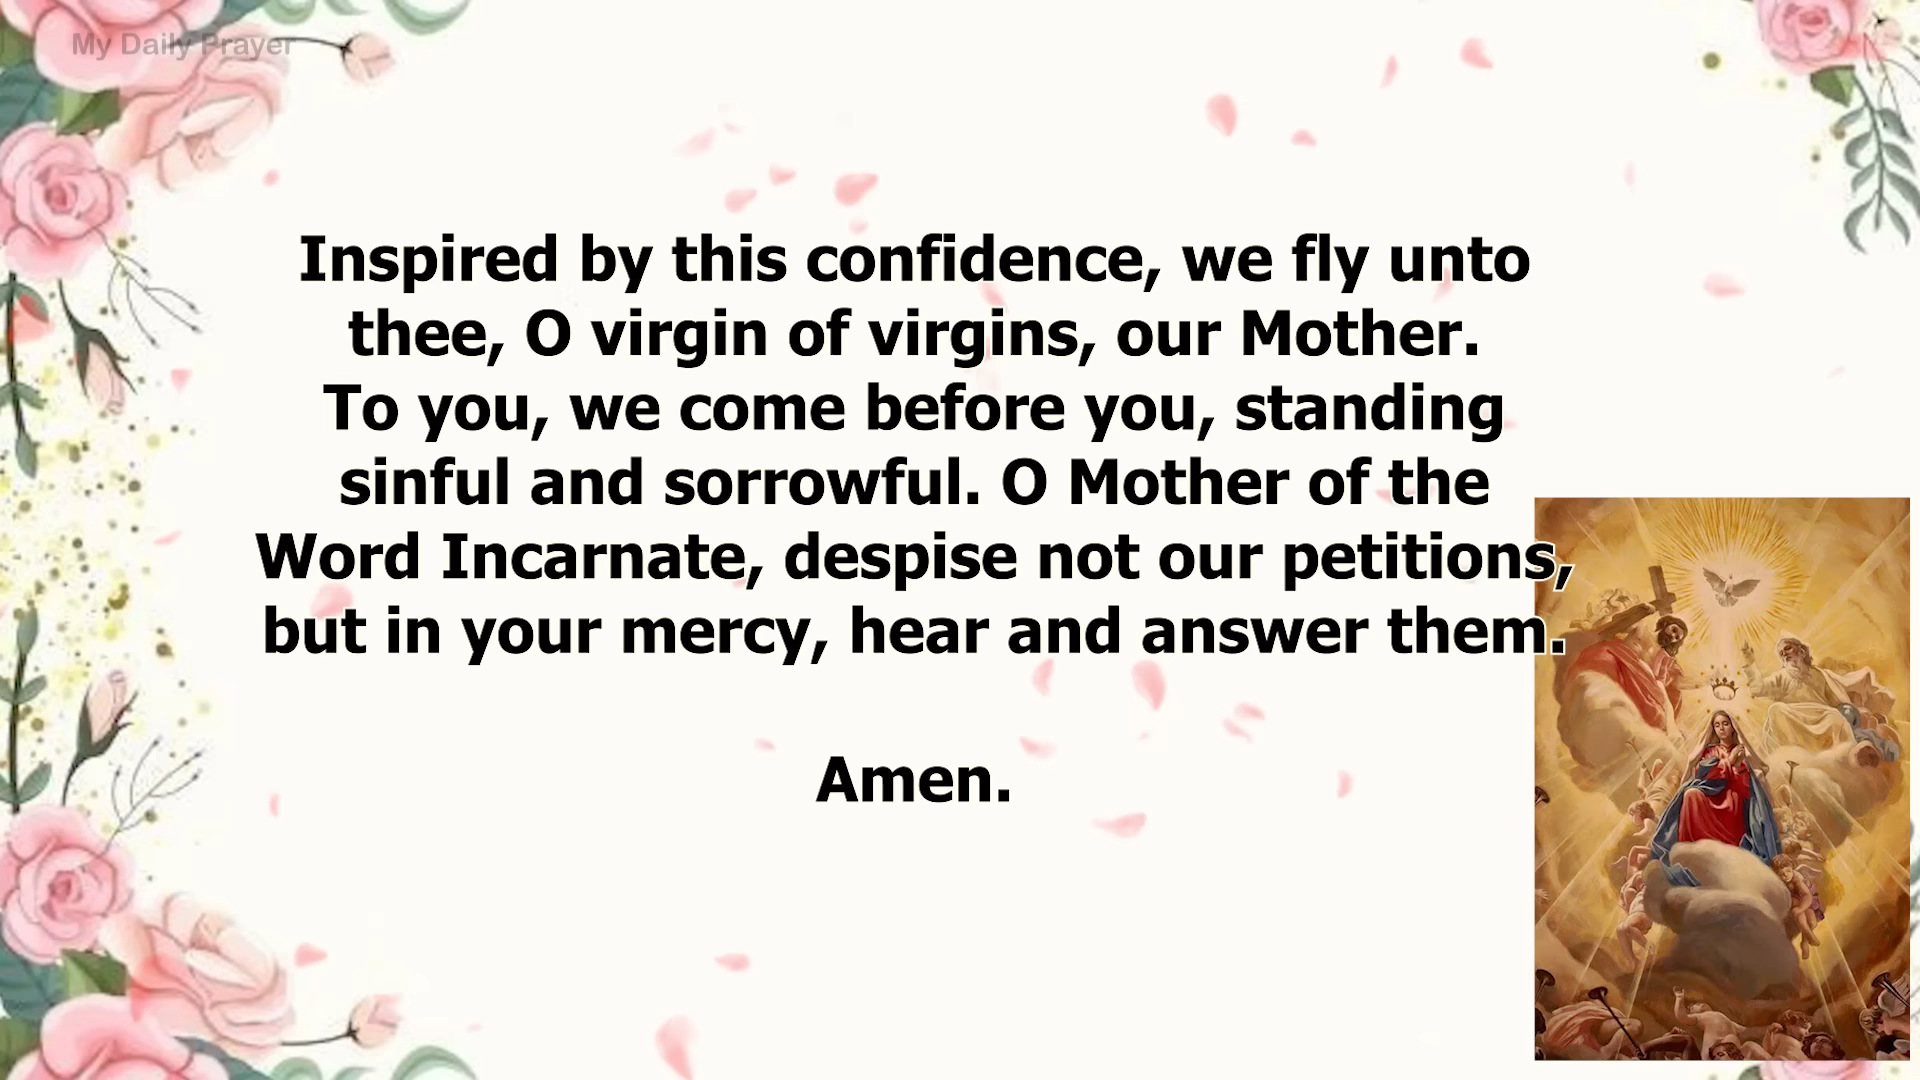 My Daily Prayer
Inspired by this confidence, we fly unto
thee, O virgin of virgins, our Mother.
To you, we come before you, standing
sinful and sorrowful. O Mother of the
Word Incarnate, despise not our petitions,
but in your mercy, hear and answer them.
Amen.